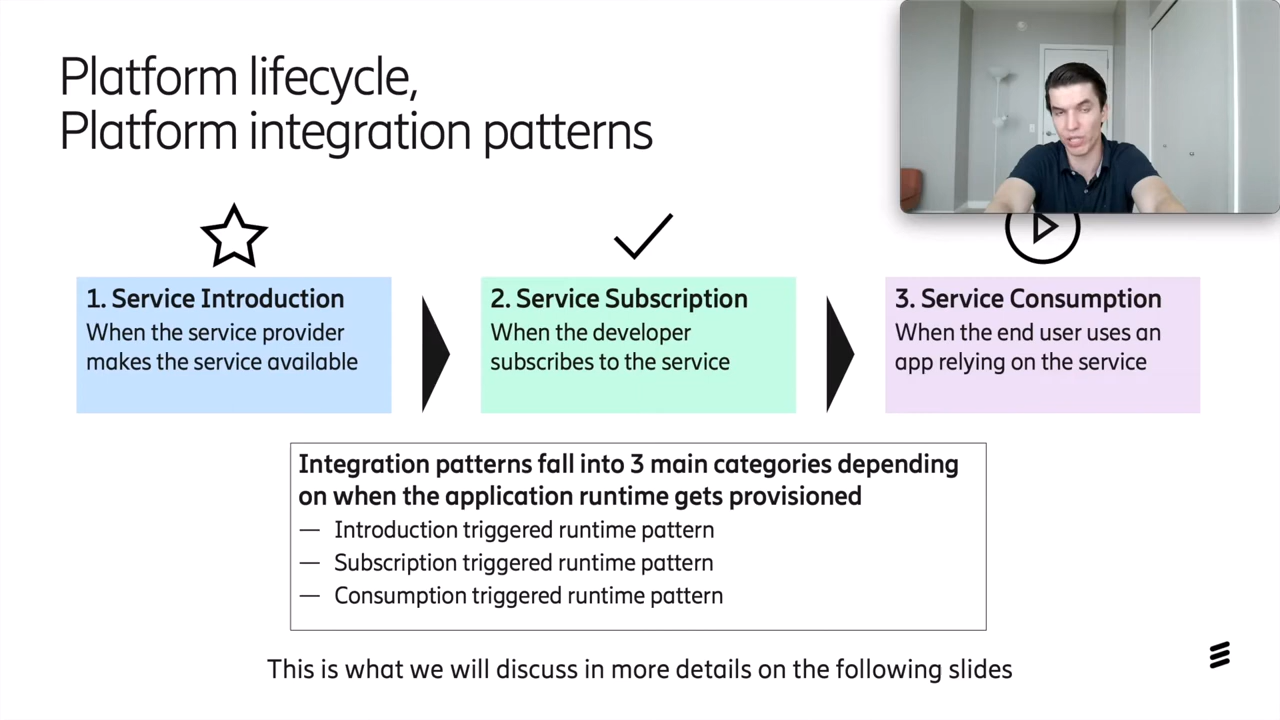 Platform lifecycle,
Platform integration patterns
1. Service Introduction
When the service provider
makes the service available
2. Service Subscription
When the developer
subscribes to the service
3. Service Consumption
When the end user uses an
app relying on the service
Integration patterns fall into 3 main categories depending
on when the application runtime gets provisioned
— Introduction triggered runtime pattern
— Subscription triggered runtime pattern
— Consumption triggered runtime pattern
This is what we will discuss in more details on the following slides